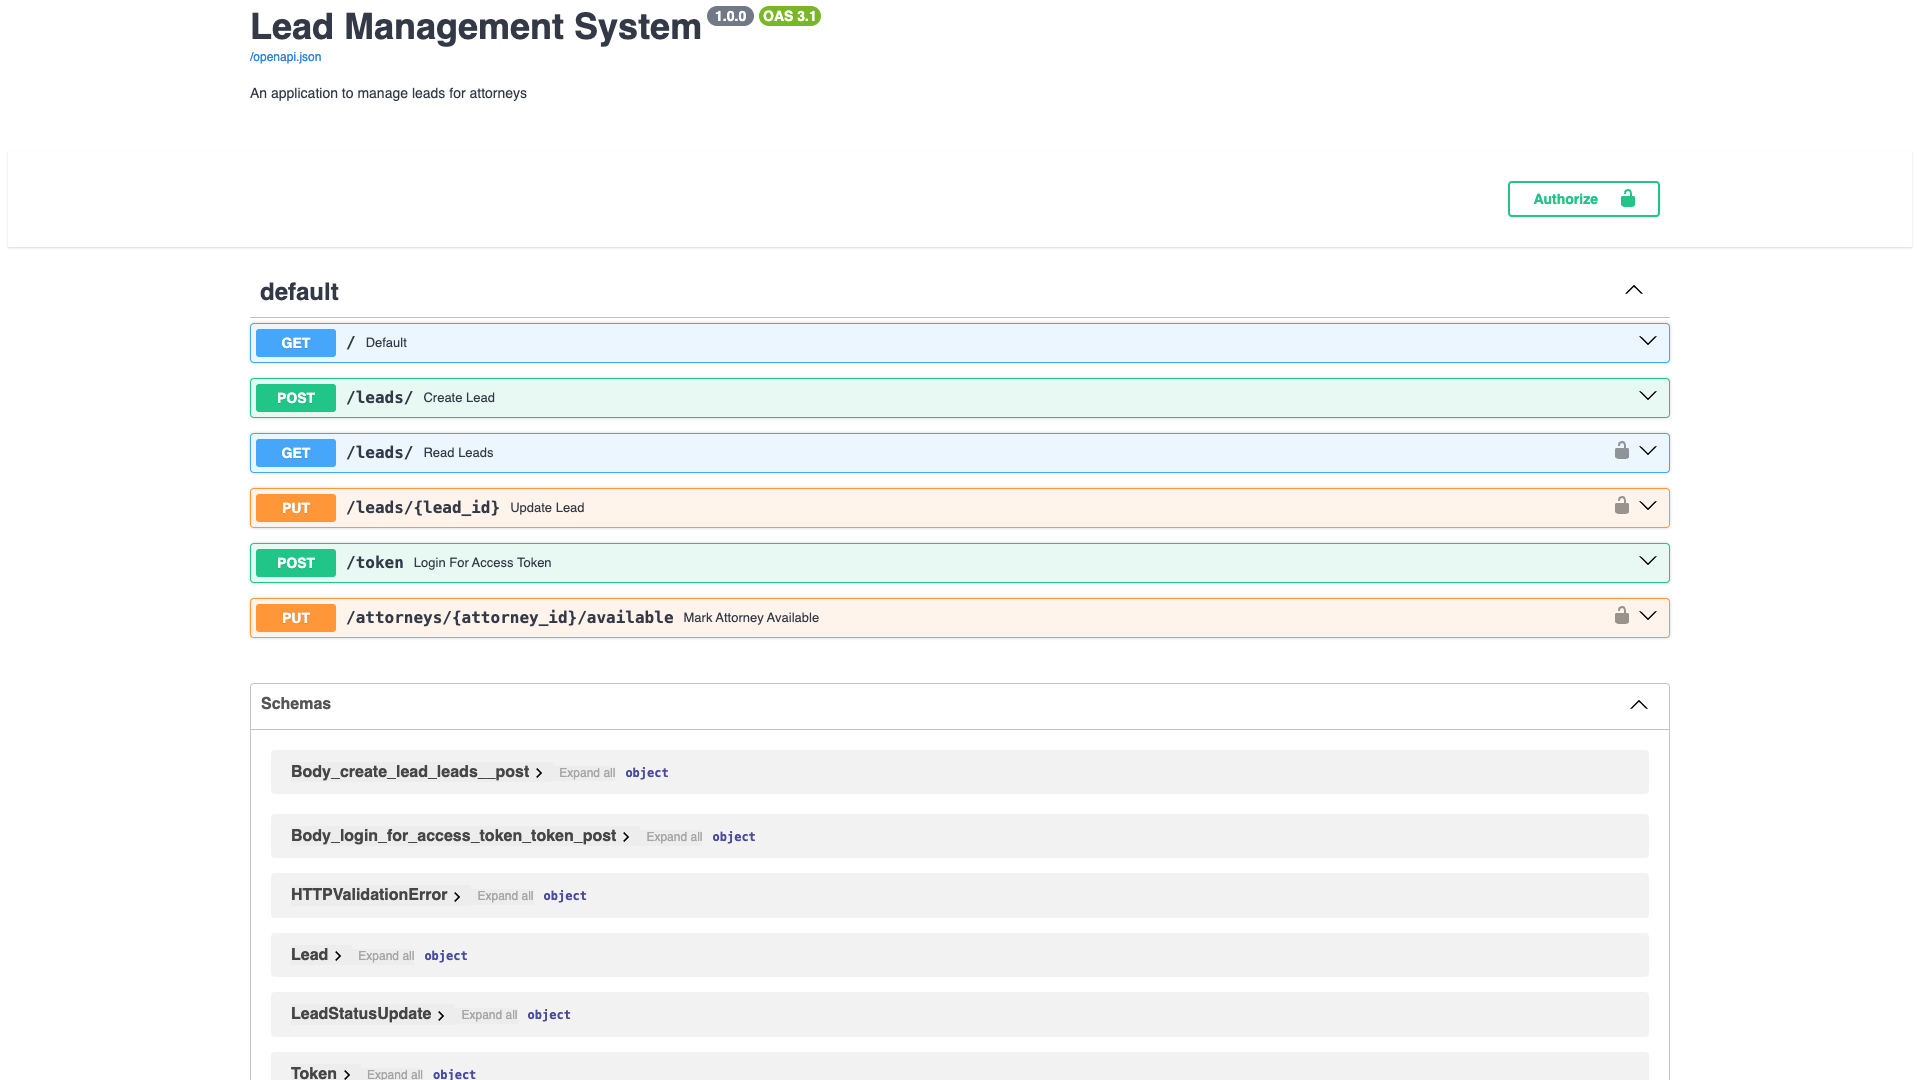 Lead Management System 1.0.0 OAS 3.1
/openapi.json
An application to manage leads for attorneys
Authorize
default
GET / Default
POST /leads/ Create Lead
GET /leads/ Read Leads
PUT /leads/{lead_id} Update Lead
POST /token Login For Access Token
PUT /attorneys/{attorney_id}/available Mark Attorney Available
Schemas
Body_create_lead_leads__post Expand all object
Body_login_for_access_token_token_post Expand all object
HTTPValidationError Expand all object
Lead Expand all object
LeadStatusUpdate Expand all object
Token Expand all object